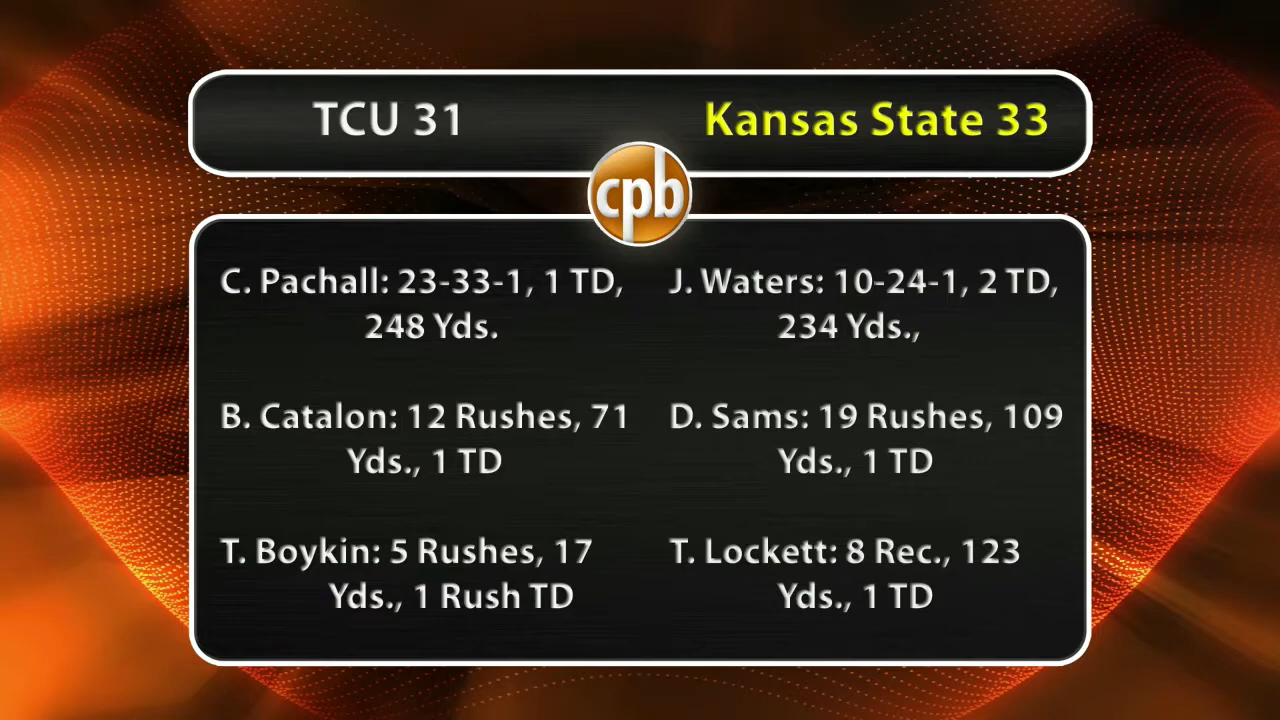 TCU 31
Kansas State 33
cpb
C. Pachall: 23-33-1, 1 TD,
248 Yds.
B. Catalon: 12 Rushes, 71
Yds., 1 TD
T. Boykin: 5 Rushes, 17
Yds., 1 Rush TD
J. Waters: 10-24-1, 2 TD,
234 Yds.,
D. Sams: 19 Rushes, 109
Yds., 1 TD
T. Lockett: 8 Rec., 123
Yds., 1 TD